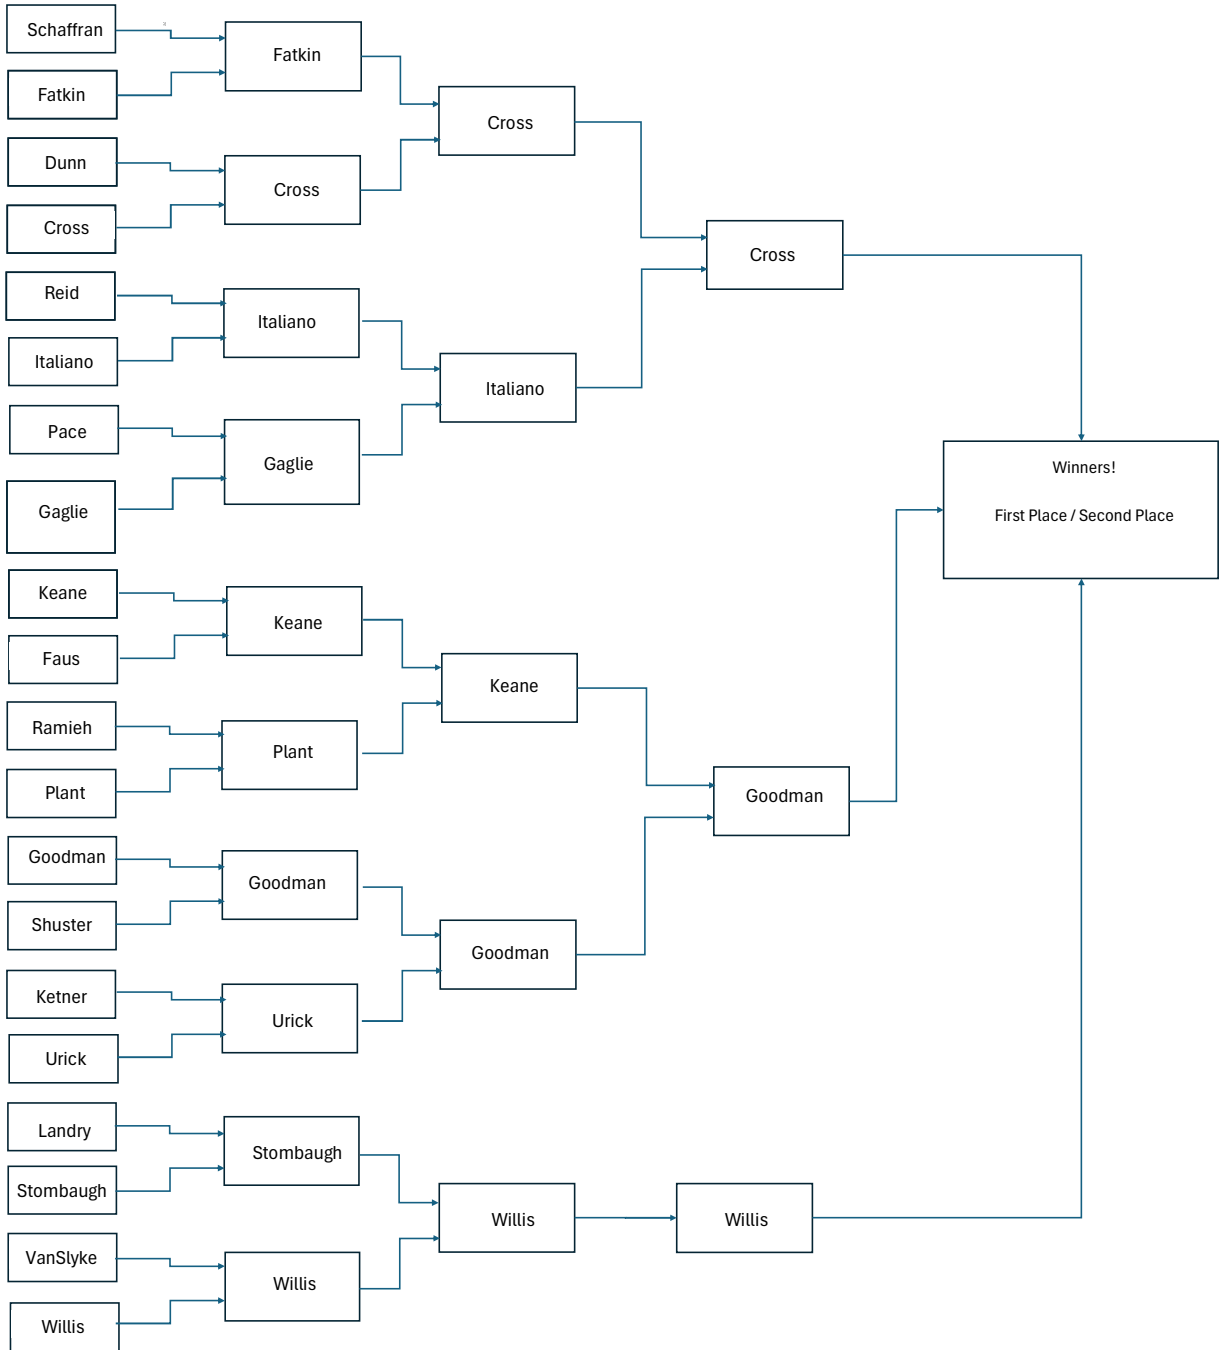 Schaffran
Fatkin
Dunn
Cross
Reid
Italiano
Pace
Gaglie
Keane
Faus
Ramieh
Plant
Goodman
Shuster
Ketner
Urick
Landry
Stombaugh
VanSlyke
Willis
Fatkin
Cross
Italiano
Gaglie
Keane
Plant
Goodman
Urick
Stombaugh
Willis
Cross
Italiano
Keane
Goodman
Willis
Cross
Goodman
Willis
Winners!
First Place / Second Place